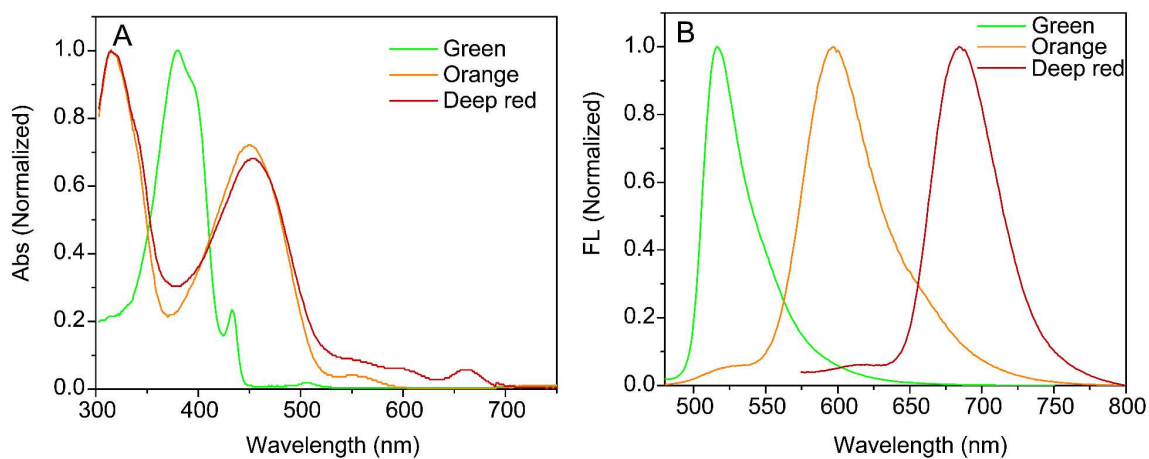 A
Green
Orange
Deep red
1.0
0.8
0.6
0.4
0.2
0.0
Abs (Normalized)
300 400 500 600 700
Wavelength (nm)
B
Green
Orange
Deep red
1.0
0.8
0.6
0.4
0.2
0.0
FL (Normalized)
500 550 600 650 700 750 800
Wavelength (nm)